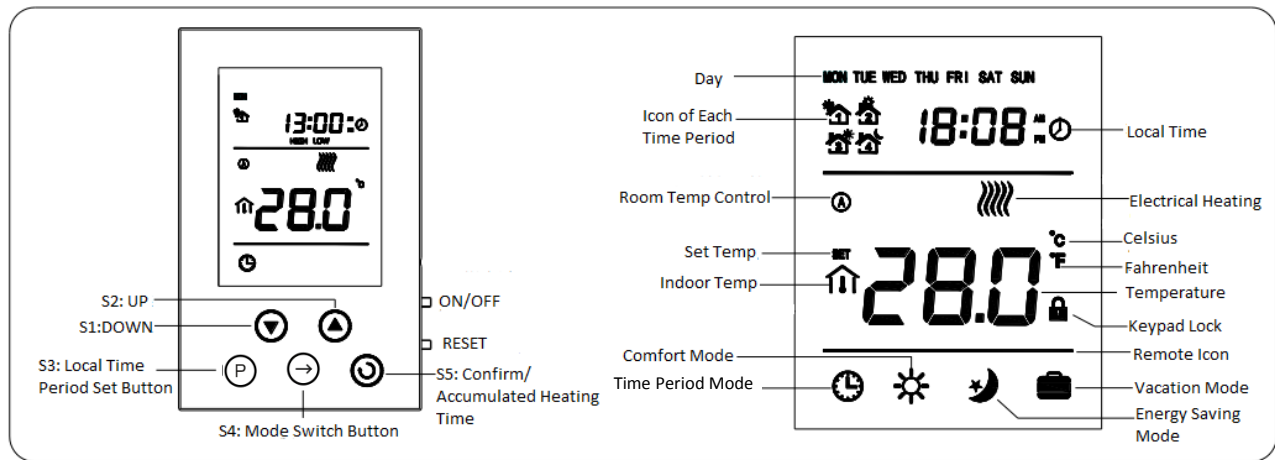 13:00
HIGH LOW
A
°C
28.0
S2: UP
S1:DOWN
ON/OFF
RESET
S3: Local Time
Period Set Button
P
S5: Confirm/
Accumulated Heating
Time
S4: Mode Switch Button
Day
MON TUE WED THU FRI SAT SUN
Icon of Each
Time Period
1 2
3 4
18:08
AM
PM
Local Time
Room Temp Control
A
Electrical Heating
Set Temp
SET
Indoor Temp
28.0
°C
°F
Celsius
Fahrenheit
Temperature
Keypad Lock
Remote Icon
Comfort Mode
Time Period Mode
Vacation Mode
Energy Saving
Mode